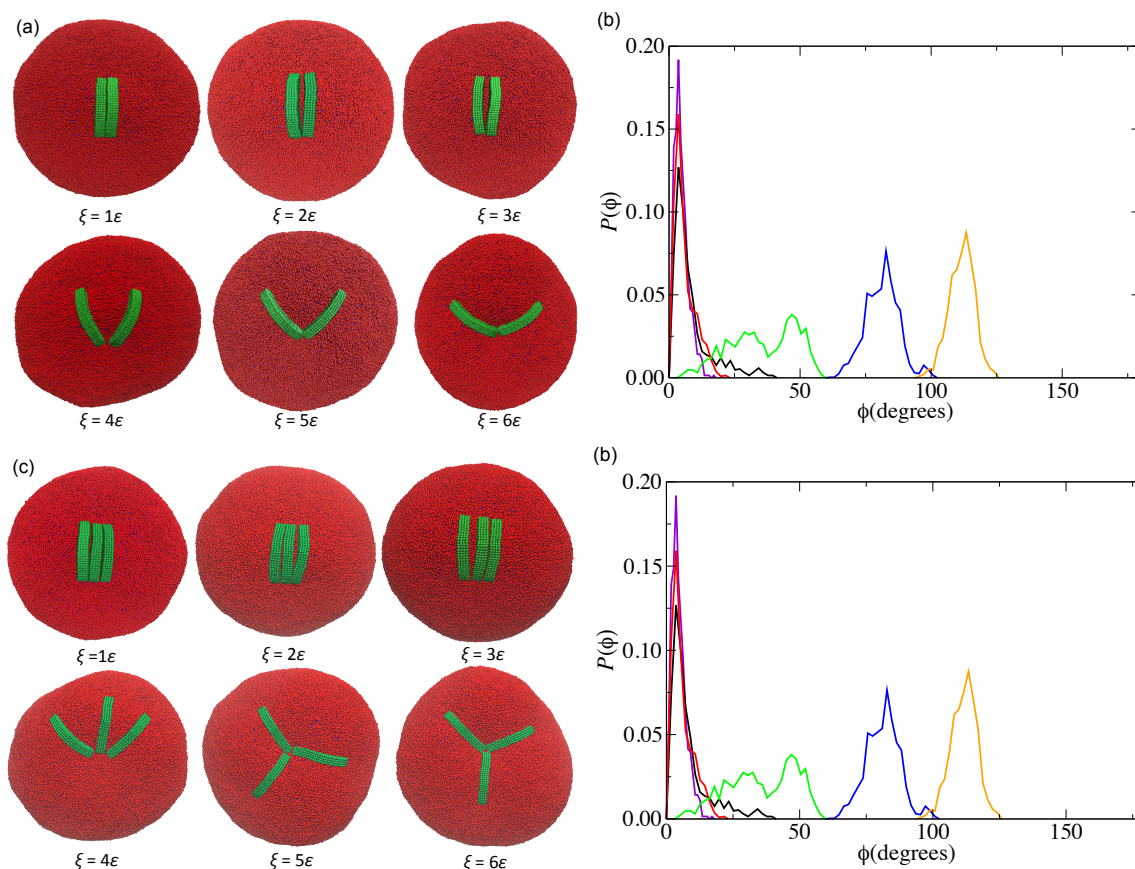 (a)
ξ = 1ε
ξ = 2ε
ξ = 3ε
ξ = 4ε
ξ = 5ε
ξ = 6ε
(b)
P(ϕ)
0.20
0.15
0.10
0.05
0.00
0
50
100
150
ϕ(degrees)
(c)
ξ =1ε
ξ = 2ε
ξ = 3ε
ξ = 4ε
ξ = 5ε
ξ = 6ε
(b)
P(ϕ)
0.20
0.15
0.10
0.05
0.00
0
50
100
150
ϕ(degrees)